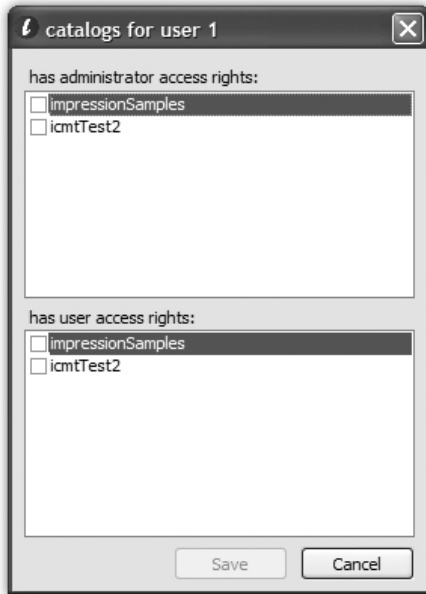 catalogs for user 1
has administrator access rights:
impressionSamples
icmtTest2
has user access rights:
impressionSamples
icmtTest2
Save Cancel